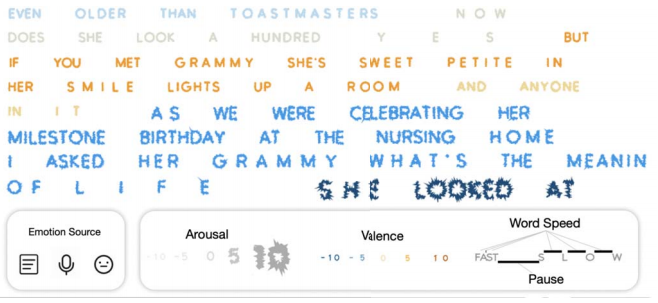 EVEN OLDER THAN TOASTMASTERS NOW
DOES SHE LOOK A HUNDRED YES BUT
IF YOU MET GRAMMY SHE'S SWEET PETITE IN
HER SMILE LIGHTS UP A ROOM AND ANYONE
IN IT AS WE WERE CELEBRATING HER
MILESTONE BIRTHDAY AT THE NURSING HOME
I ASKED HER GRAMMY WHAT'S THE MEANIN
OF LIFE SHE LOOKED AT
Emotion Source
Arousal
-10 -5 0 5 10
Valence
-10 -5 0 5 10
Word Speed
FAST SLOW
Pause